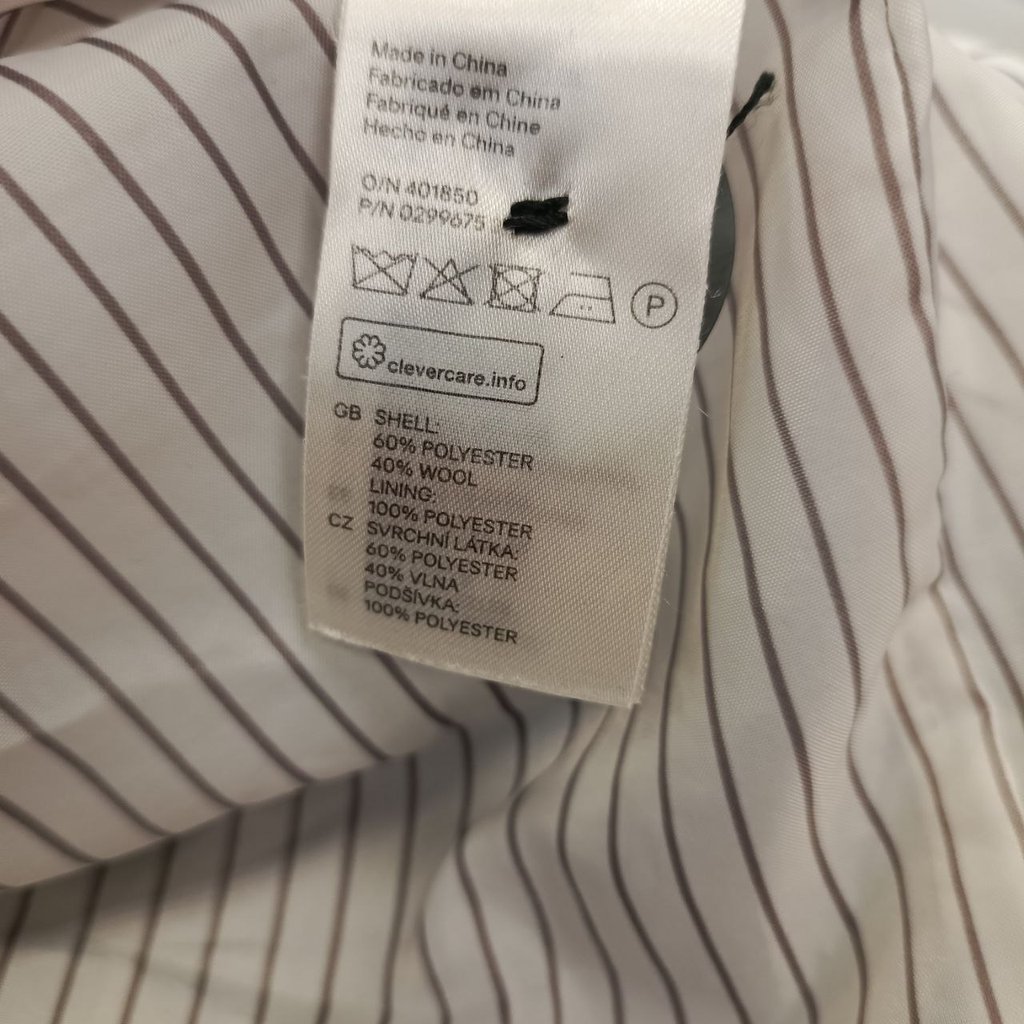 Made in China
Fabricado em China
Fabriqué en Chine
Hecho en China
O/N 401850
P/N 0299675
P
clevercare.info
GB SHELL:
60% POLYESTER
40% WOOL
LINING:
100% POLYESTER
CZ SVRCHNÍ LÁTKA:
60% POLYESTER
40% VLNA
PODŠÍVKA:
100% POLYESTER